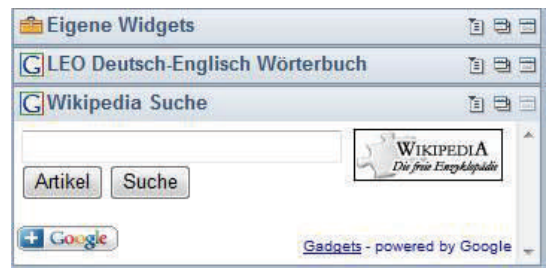 Eigene Widgets
LEO Deutsch-Englisch Wörterbuch
Wikipedia Suche
WIKIPEDIA
Die freie Enzyklopädie
Artikel Suche
Google
Gadgets - powered by Google